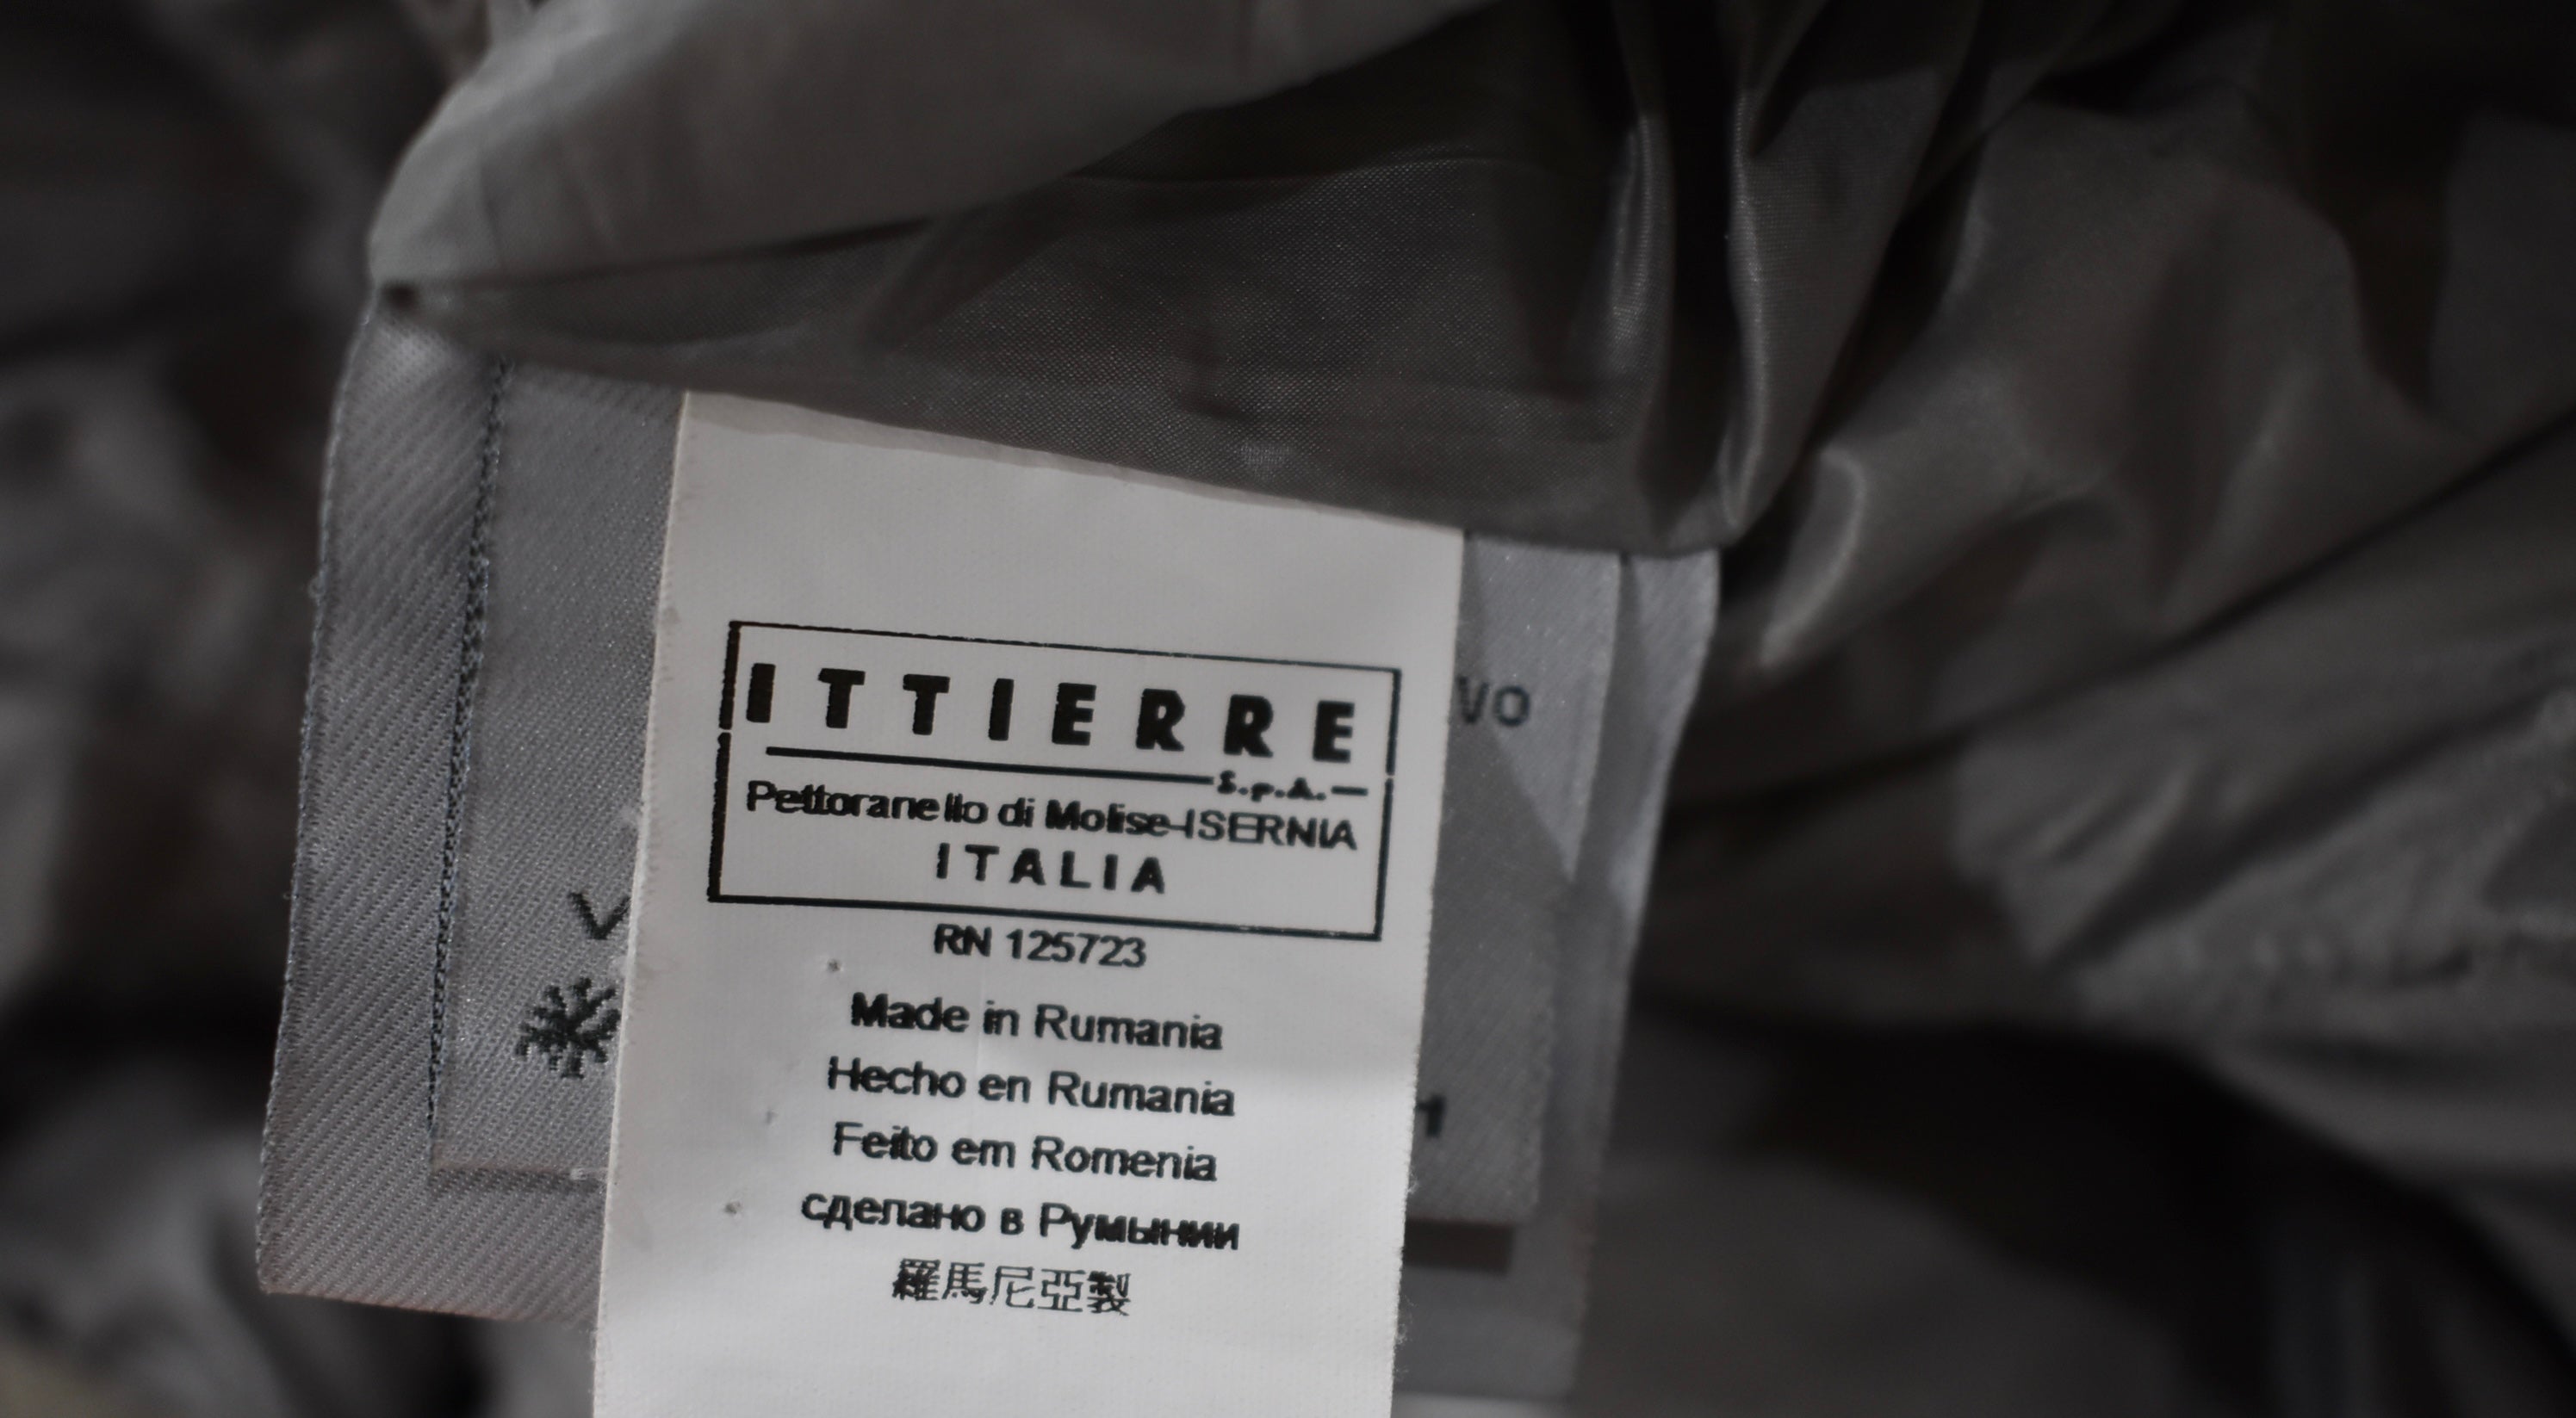 ITTIERRE
S.p.A.
Pettoranello di Molise-ISERNIA
ITALIA
RN 125723
Made in Rumania
Hecho en Rumania
Feito em Romenia
сделано в Румынии
羅馬尼亞製